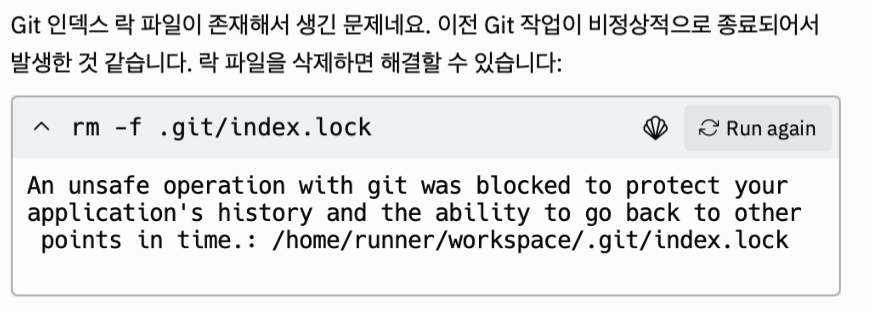 Git 인덱스 락 파일이 존재해서 생긴 문제네요. 이전 Git 작업이 비정상적으로 종료되어서
발생한 것 같습니다. 락 파일을 삭제하면 해결할 수 있습니다:
rm -f .git/index.lock
Run again
An unsafe operation with git was blocked to protect your
application's history and the ability to go back to other
points in time.: /home/runner/workspace/.git/index.lock